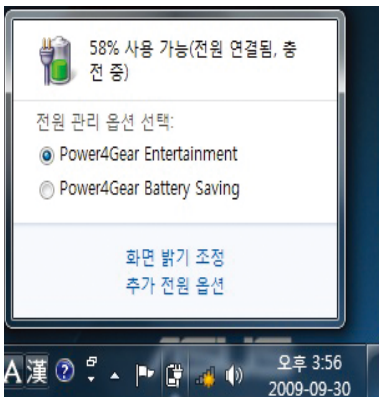 58% 사용 가능(전원 연결됨, 충
전 중)
전원 관리 옵션 선택:
Power4Gear Entertainment
Power4Gear Battery Saving
화면 밝기 조정
추가 전원 옵션
A 漢 ?
오후 3:56
2009-09-30